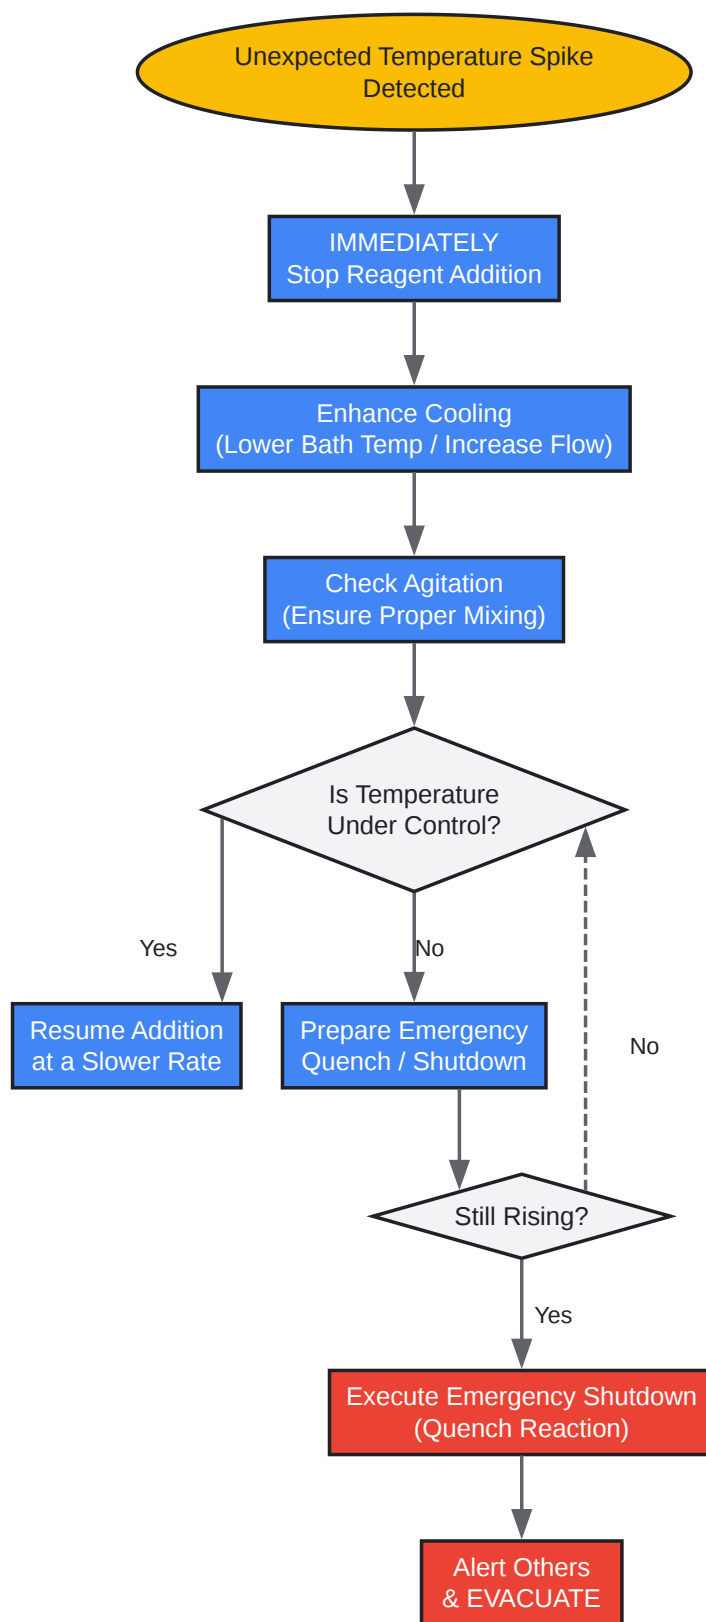 Unexpected Temperature Spike
Detected
IMMEDIATELY
Stop Reagent Addition
Enhance Cooling
(Lower Bath Temp / Increase Flow)
Check Agitation
(Ensure Proper Mixing)
Is Temperature
Under Control?
Yes
No
Resume Addition
at a Slower Rate
Prepare Emergency
Quench / Shutdown
No
Still Rising?
Yes
Execute Emergency Shutdown
(Quench Reaction)
Alert Others
& EVACUATE